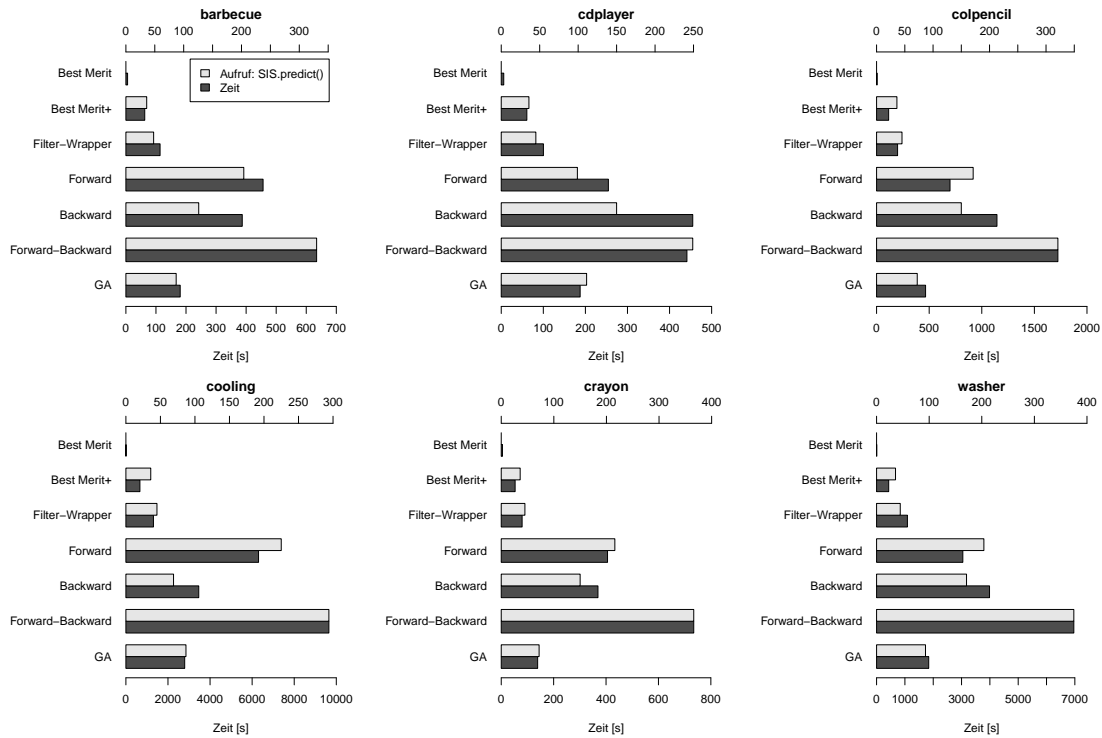 barbecue
0 50 100 200 300
Best Merit
Best Merit+
Filter−Wrapper
Forward
Backward
Forward−Backward
GA
Aufruf: SIS.predict()
Zeit
0 100 200 300 400 500 600 700
Zeit [s]
cdplayer
0 50 100 150 200 250
Best Merit
Best Merit+
Filter−Wrapper
Forward
Backward
Forward−Backward
GA
0 100 200 300 400 500
Zeit [s]
colpencil
0 50 100 150 200 250 300
Best Merit
Best Merit+
Filter−Wrapper
Forward
Backward
Forward−Backward
GA
0 500 1000 1500 2000
Zeit [s]
cooling
0 50 100 150 200 250 300
Best Merit
Best Merit+
Filter−Wrapper
Forward
Backward
Forward−Backward
GA
0 2000 4000 6000 8000 10000
Zeit [s]
crayon
0 100 200 300 400
Best Merit
Best Merit+
Filter−Wrapper
Forward
Backward
Forward−Backward
GA
0 200 400 600 800
Zeit [s]
washer
0 100 200 300 400
Best Merit
Best Merit+
Filter−Wrapper
Forward
Backward
Forward−Backward
GA
0 1000 3000 5000 7000
Zeit [s]